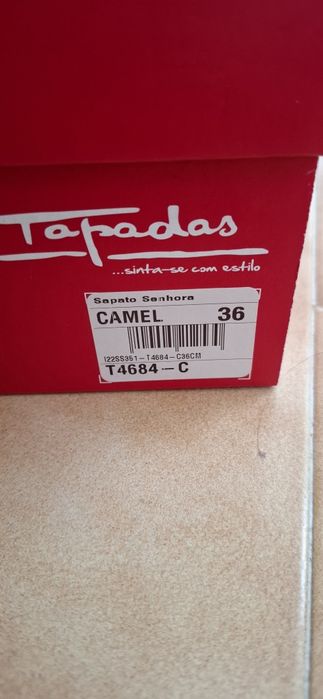 Tapadas
...sinta-se com estilo
Sapato Senhora
CAMEL 36
I22SS351-T4684-C36CM
T4684-C